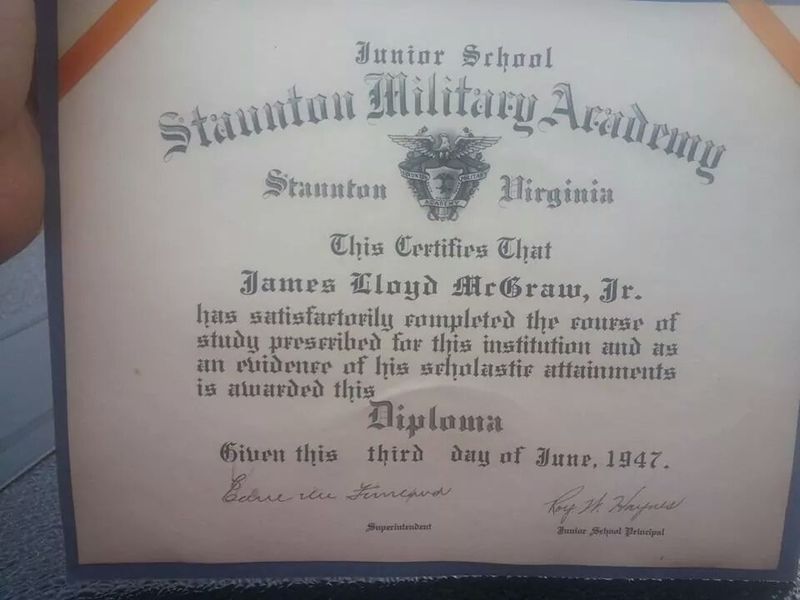 Junior School
Staunton Military Academy
Staunton Virginia
This Certifies That
James Lloyd McGraw, Jr.
has satisfactorily completed the course of
study prescribed for this institution and as
an evidence of his scholastic attainments
is awarded this
Diploma
Given this third day of June, 1947.
Roy W. Haynes
Superintendent
Junior School Principal